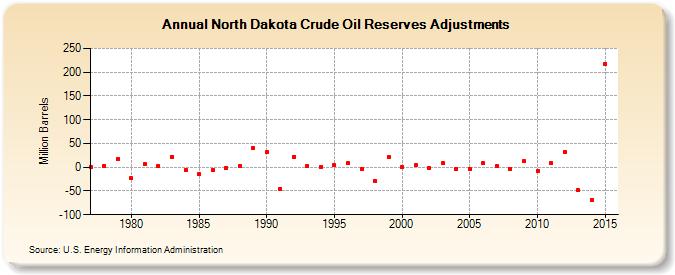 Annual North Dakota Crude Oil Reserves Adjustments
Million Barrels
250
200
150
100
50
0
-50
-100
1980 1985 1990 1995 2000 2005 2010 2015
Source: U.S. Energy Information Administration